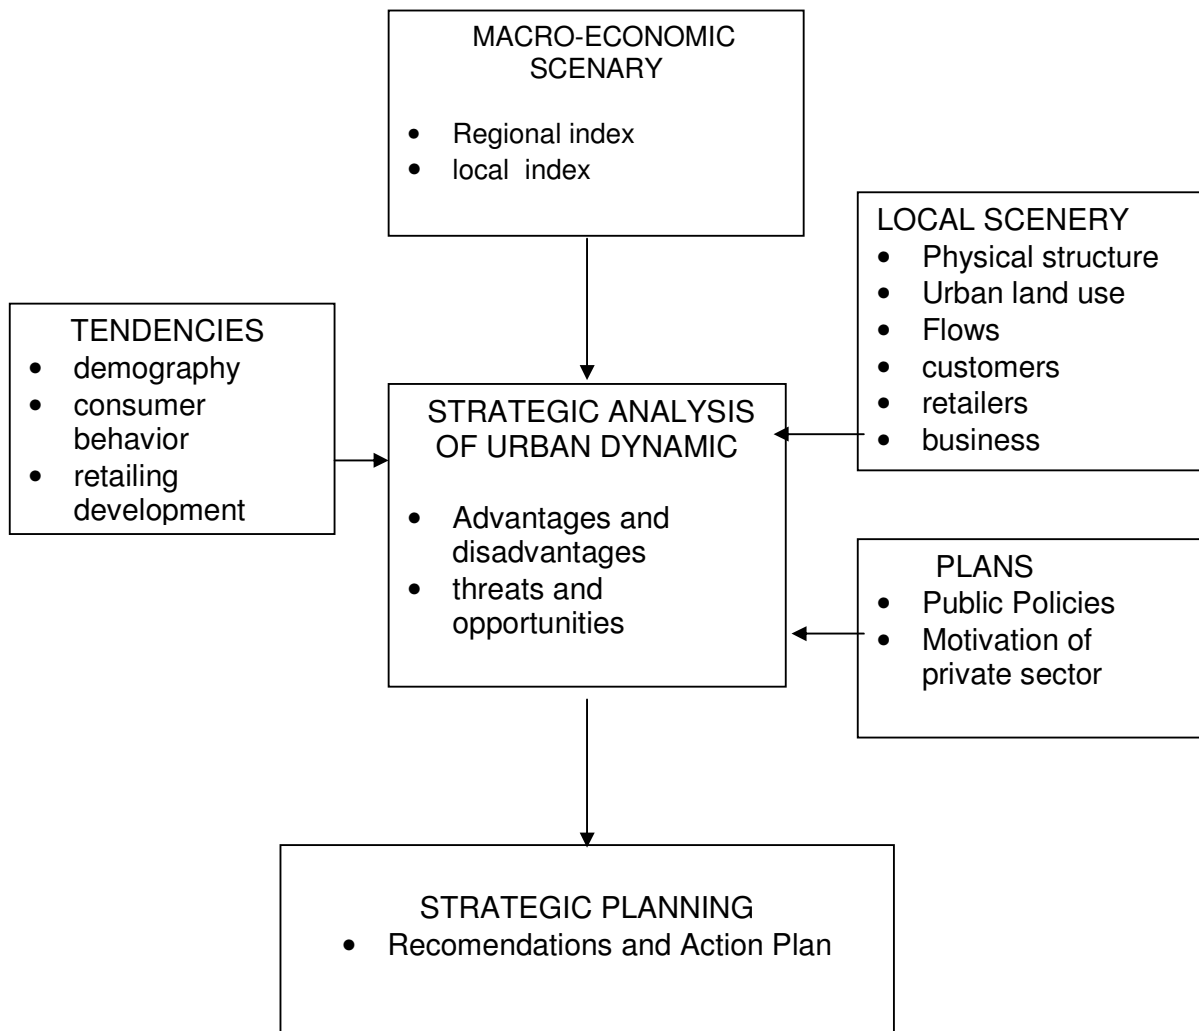 MACRO-ECONOMIC
SCENARY
• Regional index
• local index
LOCAL SCENERY
• Physical structure
• Urban land use
• Flows
• customers
• retailers
• business
TENDENCIES
• demography
• consumer
behavior
• retailing
development
STRATEGIC ANALYSIS
OF URBAN DYNAMIC
• Advantages and
disadvantages
• threats and
opportunities
PLANS
• Public Policies
• Motivation of
private sector
STRATEGIC PLANNING
• Recomendations and Action Plan